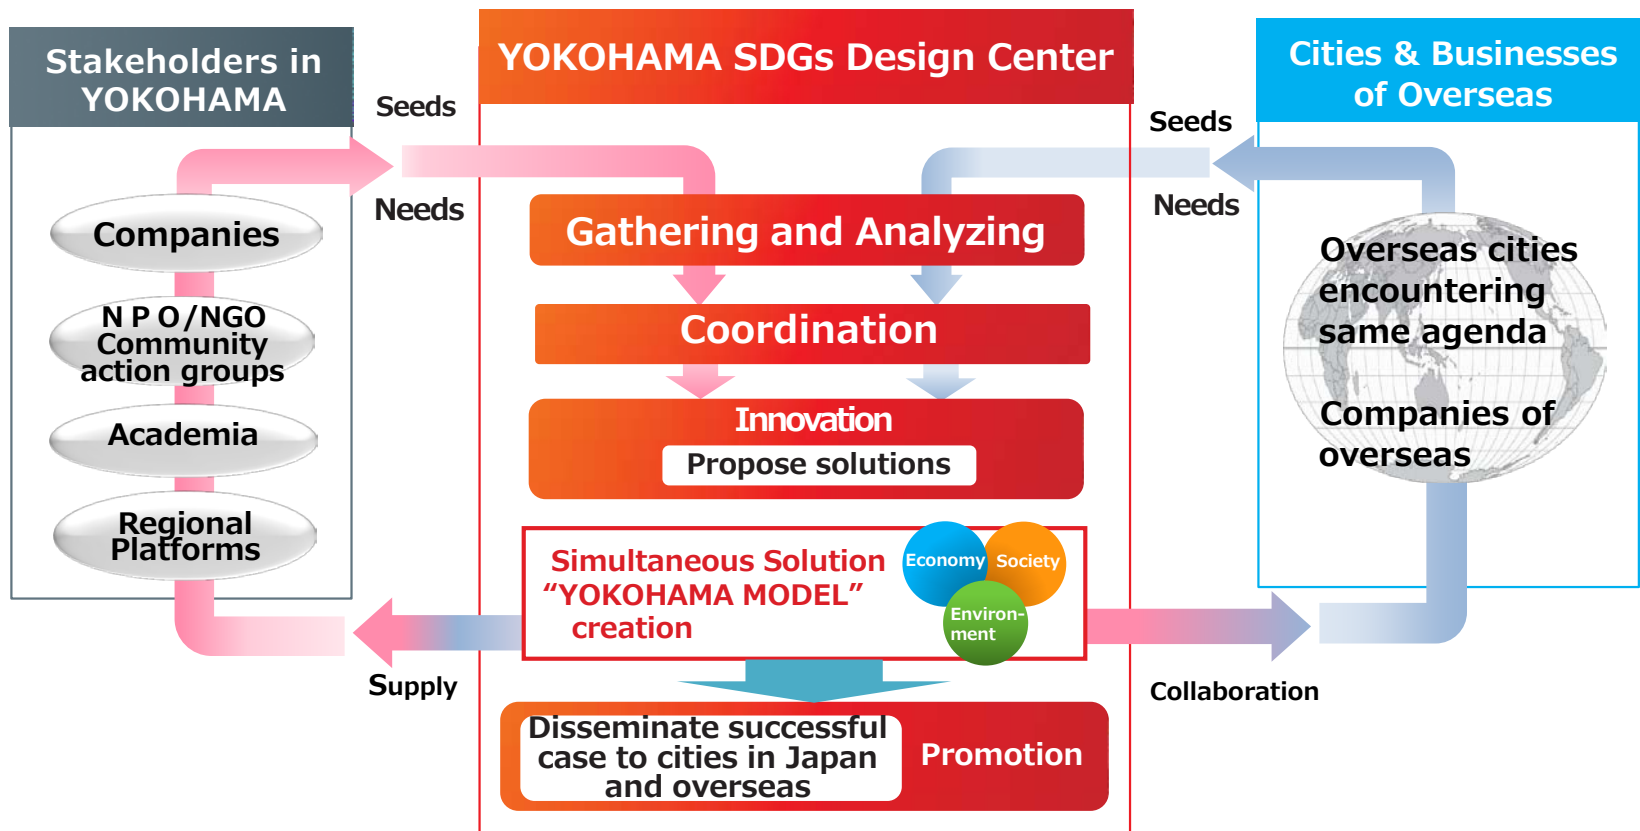 Stakeholders in
YOKOHAMA
Companies
N P O/NGO
Community
action groups
Academia
Regional
Platforms
Seeds
Needs
Supply
YOKOHAMA SDGs Design Center
Gathering and Analyzing
Coordination
Innovation
Propose solutions
Simultaneous Solution
“YOKOHAMA MODEL”
creation
Economy
Society
Environ-
ment
Disseminate successful
case to cities in Japan
and overseas
Promotion
Seeds
Needs
Collaboration
Cities & Businesses
of Overseas
Overseas cities
encountering
same agenda
Companies of
overseas